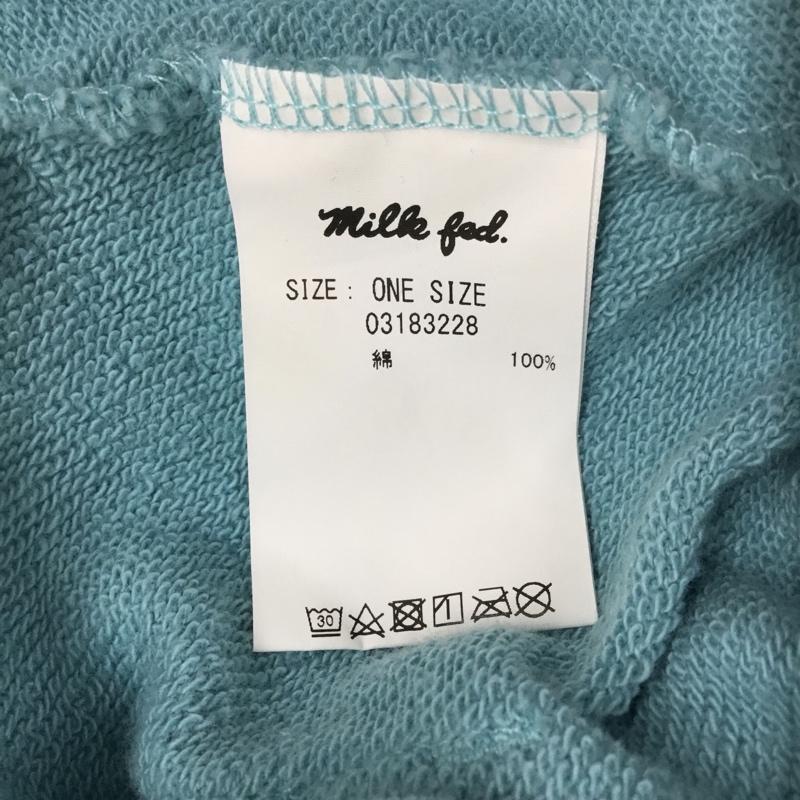 Milk fed.
SIZE : ONE SIZE
03183228
綿 100%
30